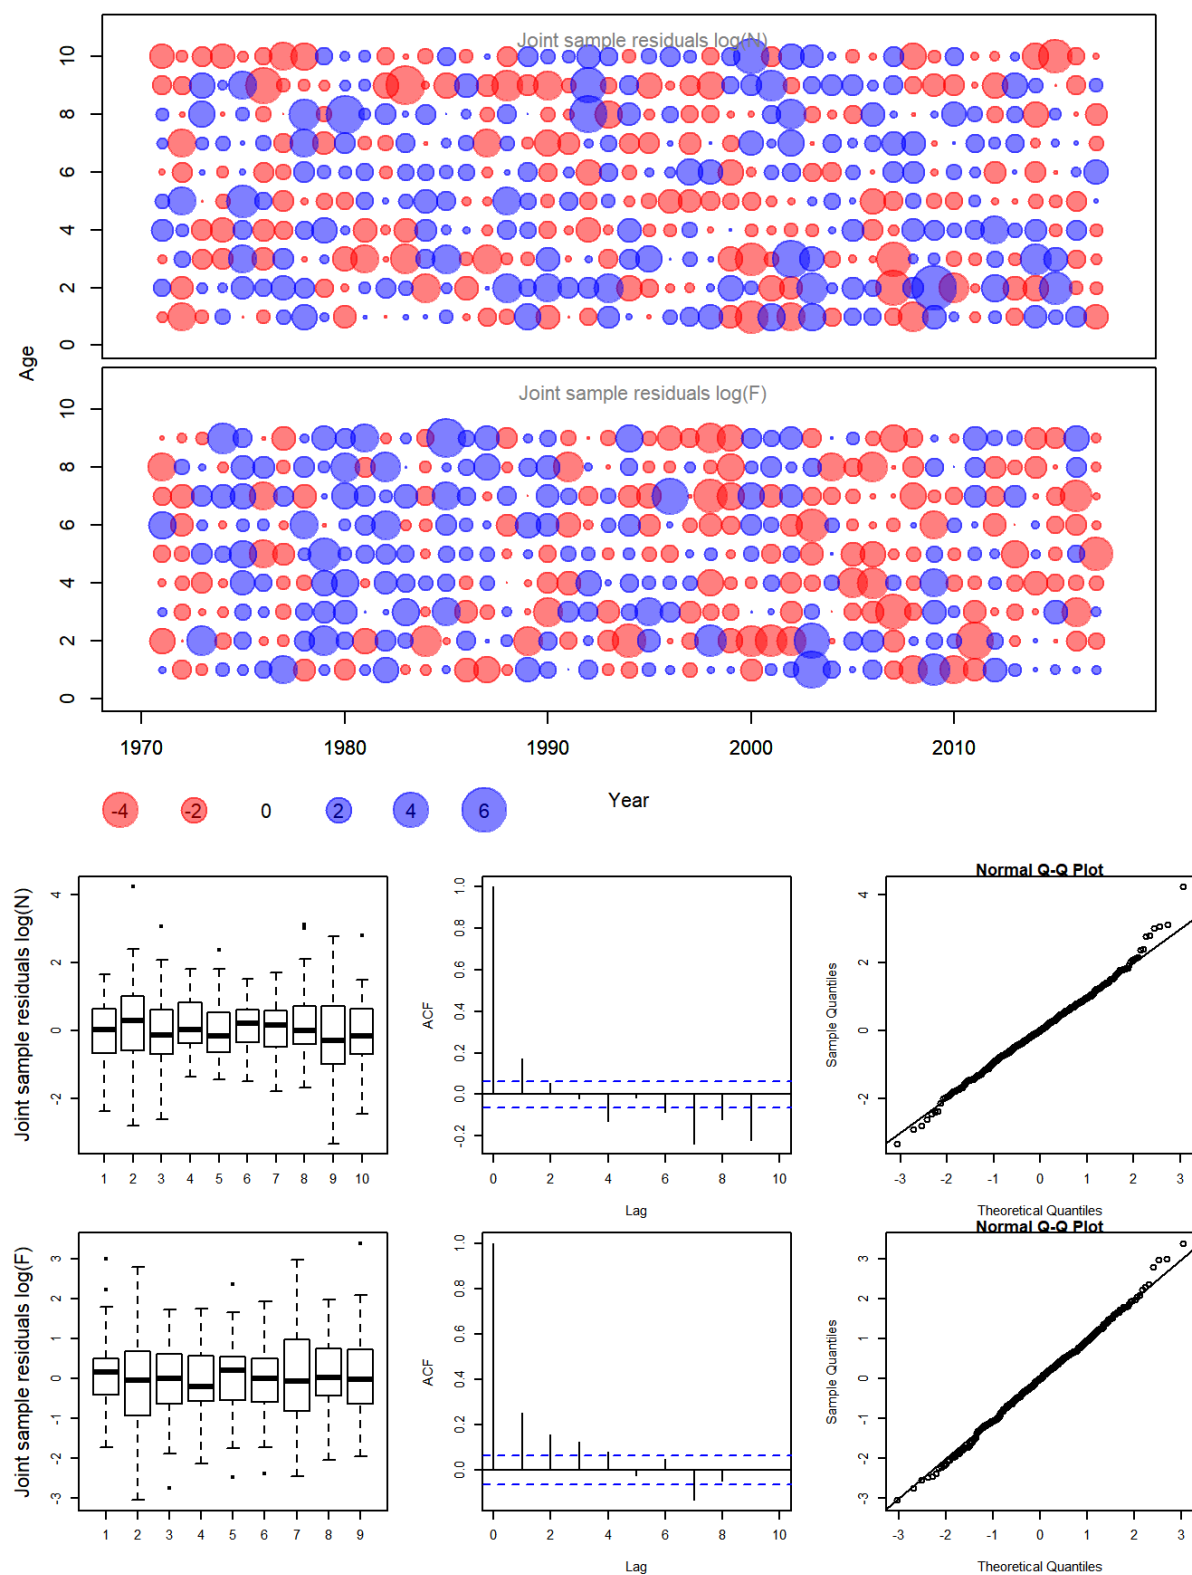 Joint sample residuals log(N)
10
8
6
4
2
0
Age
Joint sample residuals log(F)
10
8
6
4
2
0
1970 1980 1990 2000 2010
Year
-4 -2 0 2 4 6
Joint sample residuals log(N)
4
2
0
-2
1 2 3 4 5 6 7 8 9 10
ACF
1.0
0.8
0.6
0.4
0.2
0.0
-0.2
0 2 4 6 8 10
Lag
Normal Q-Q Plot
Sample Quantiles
4
2
0
-2
-3 -2 -1 0 1 2 3
Theoretical Quantiles
Joint sample residuals log(F)
3
2
1
0
-1
-2
-3
1 2 3 4 5 6 7 8 9
ACF
1.0
0.8
0.6
0.4
0.2
0.0
0 2 4 6 8 10
Lag
Normal Q-Q Plot
Sample Quantiles
3
2
1
0
-1
-2
-3
-3 -2 -1 0 1 2 3
Theoretical Quantiles